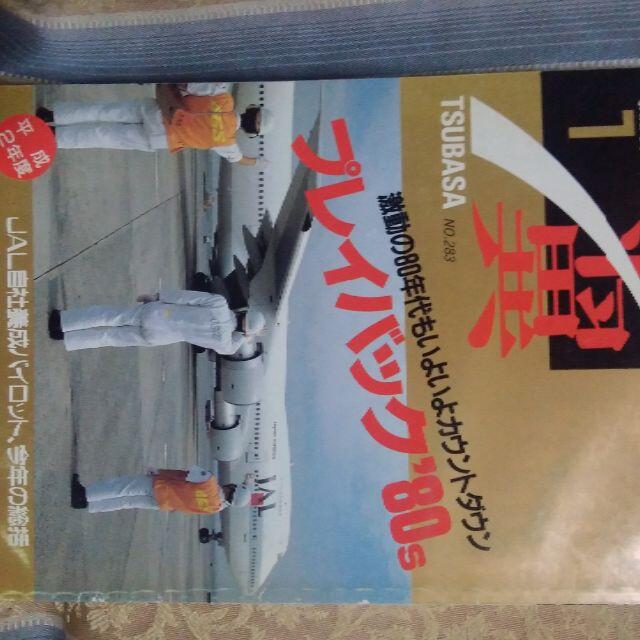 1
翼
TSUBASA
NO.283
激動の80年代もいよいよカウントダウン
プレイバック'80s
JAL
平成2年度
JAL自社養成パイロット、今年の総括